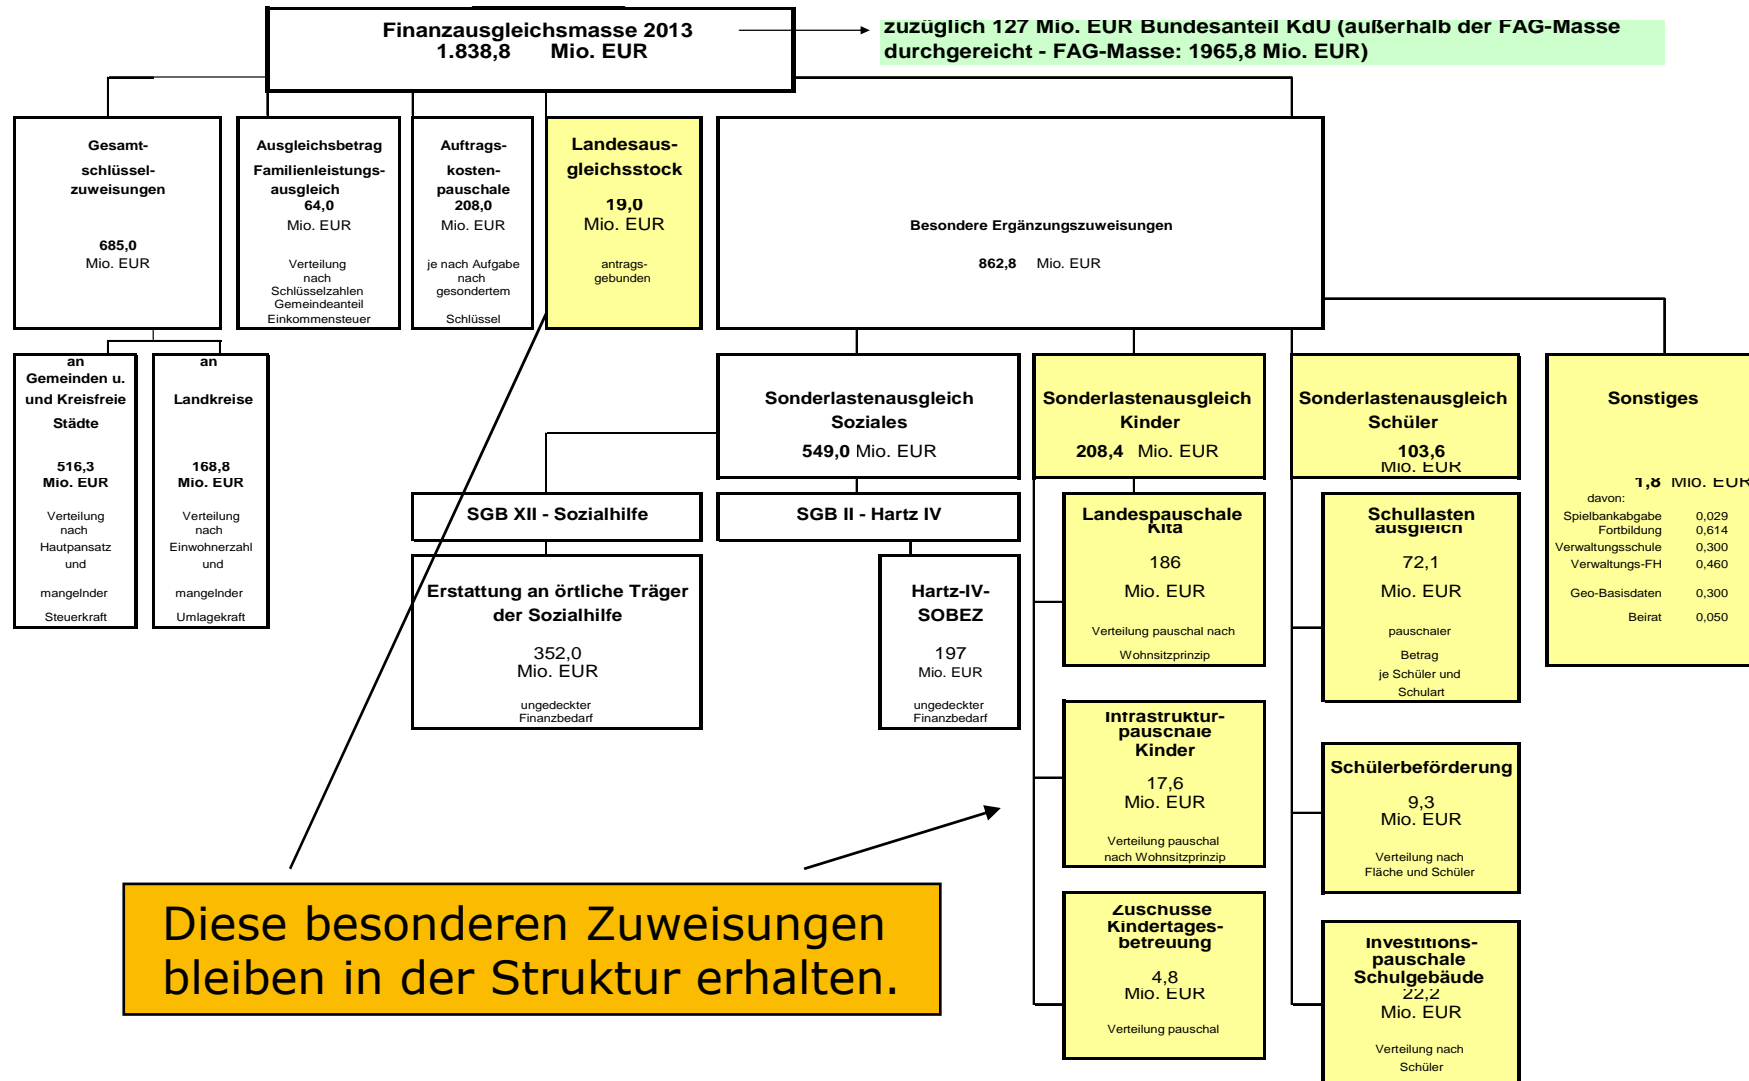 Finanzausgleichsmasse 2013
1.838,8 Mio. EUR
zuzüglich 127 Mio. EUR Bundesanteil KdU (außerhalb der FAG-Masse
durchgereicht - FAG-Masse: 1965,8 Mio. EUR)
Gesamt-
schlüssel-
zuweisungen
685,0
Mio. EUR
Ausgleichsbetrag
Familienleistungs-
ausgleich
64,0
Mio. EUR
Verteilung
nach
Schlüsselzahlen
Gemeindeanteil
Einkommensteuer
Auftrags-
kosten-
pauschale
208,0
Mio. EUR
je nach Aufgabe
nach
gesondertem
Schlüssel
Landesaus-
gleichsstock
19,0
Mio. EUR
antrags-
gebunden
Besondere Ergänzungszuweisungen
862,8 Mio. EUR
an
Gemeinden u.
und Kreisfreie
Städte
516,3
Mio. EUR
Verteilung
nach
Hautpansatz
und
mangelnder
Steuerkraft
an
Landkreise
168,8
Mio. EUR
Verteilung
nach
Einwohnerzahl
und
mangelnder
Umlagekraft
Sonderlastenausgleich
Soziales
549,0 Mio. EUR
Sonderlastenausgleich
Kinder
208,4 Mio. EUR
Sonderlastenausgleich
Schüler
103,6
Mio. EUR
Sonstiges
1,8 Mio. EUR
davon:
Spielbankabgabe 0,029
Fortbildung 0,614
Verwaltungsschule 0,300
Verwaltungs-FH 0,460
Geo-Basisdaten 0,300
Beirat 0,050
SGB XII - Sozialhilfe
SGB II - Hartz IV
Erstattung an örtliche Träger
der Sozialhilfe
352,0
Mio. EUR
ungedeckter
Finanzbedarf
Hartz-IV-
SOBEZ
197
Mio. EUR
ungedeckter
Finanzbedarf
Landespauschale
Kita
186
Mio. EUR
Verteilung pauschal nach
Wohnsitzprinzip
Schullasten
ausgleich
72,1
Mio. EUR
pauschaler
Betrag
je Schüler und
Schulart
Infrastruktur-
pauschale
Kinder
17,6
Mio. EUR
Verteilung pauschal
nach Wohnsitzprinzip
Schülerbeförderung
9,3
Mio. EUR
Verteilung nach
Fläche und Schüler
Zuschüsse
Kindertages-
betreuung
4,8
Mio. EUR
Verteilung pauschal
Investitions-
pauschale
Schulgebäude
22,2
Mio. EUR
Verteilung nach
Schüler
Diese besonderen Zuweisungen
bleiben in der Struktur erhalten.